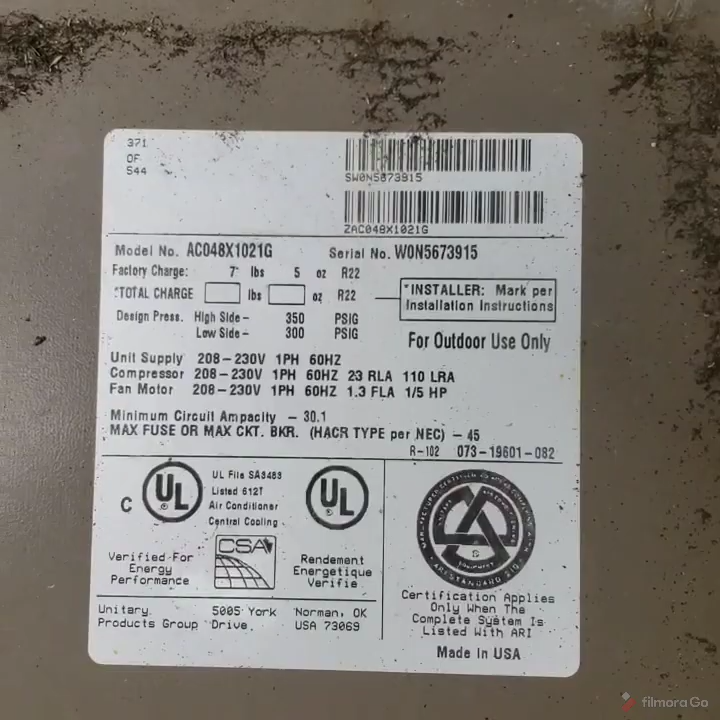 371
OF
S44
SW0N5673915
ZAC048X1021G
Model No. AC048X1021G Serial No. W0N5673915
Factory Charge: 7 lbs 5 oz R22
*TOTAL CHARGE lbs oz R22
*INSTALLER: Mark per
Installation Instructions
Design Press. High Side- 350 PSIG
Low Side- 300 PSIG
For Outdoor Use Only
Unit Supply 208-230V 1PH 60HZ
Compressor 208-230V 1PH 60HZ 23 RLA 110 LRA
Fan Motor 208-230V 1PH 60HZ 1.3 FLA 1/5 HP
Minimum Circuit Ampacity - 30.1
MAX FUSE OR MAX CKT. BKR. (HACR TYPE per NEC) - 45
R-102 073-19601-082
C UL ®
UL File SA3483
Listed 612T
Air Conditioner
Central Cooling
UL ®
CSA
Verified For
Energy
Performance
Rendement
Energetique
Verifie
Unitary 5005 York Norman, OK
Products Group Drive. USA 73069
Certification Applies
Only When The
Complete System Is
Listed With ARI
Made In USA
filmoraGo